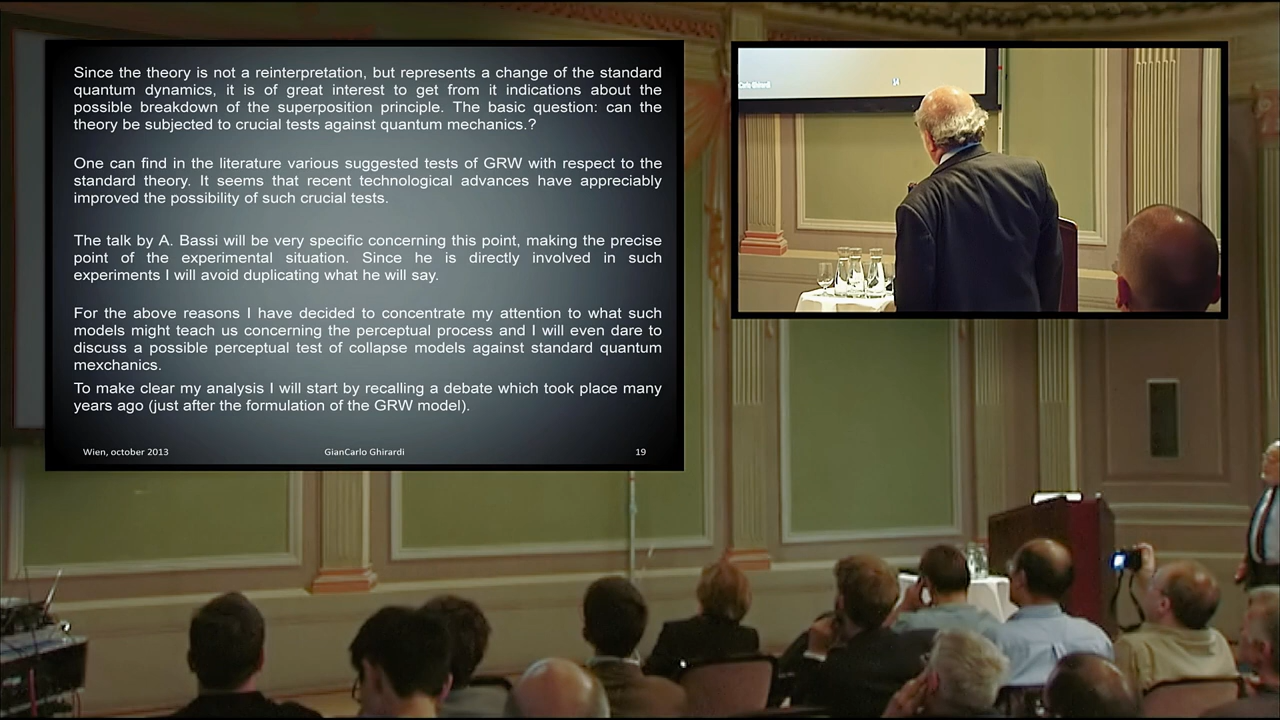 Since the theory is not a reinterpretation, but represents a change of the standard
quantum dynamics, it is of great interest to get from it indications about the
possible breakdown of the superposition principle. The basic question: can the
theory be subjected to crucial tests against quantum mechanics.?
One can find in the literature various suggested tests of GRW with respect to the
standard theory. It seems that recent technological advances have appreciably
improved the possibility of such crucial tests.
The talk by A. Bassi will be very specific concerning this point, making the precise
point of the experimental situation. Since he is directly involved in such
experiments I will avoid duplicating what he will say.
For the above reasons I have decided to concentrate my attention to what such
models might teach us concerning the perceptual process and I will even dare to
discuss a possible perceptual test of collapse models against standard quantum
mexchanics.
To make clear my analysis I will start by recalling a debate which took place many
years ago (just after the formulation of the GRW model).
Wien, october 2013 GianCarlo Ghirardi 19